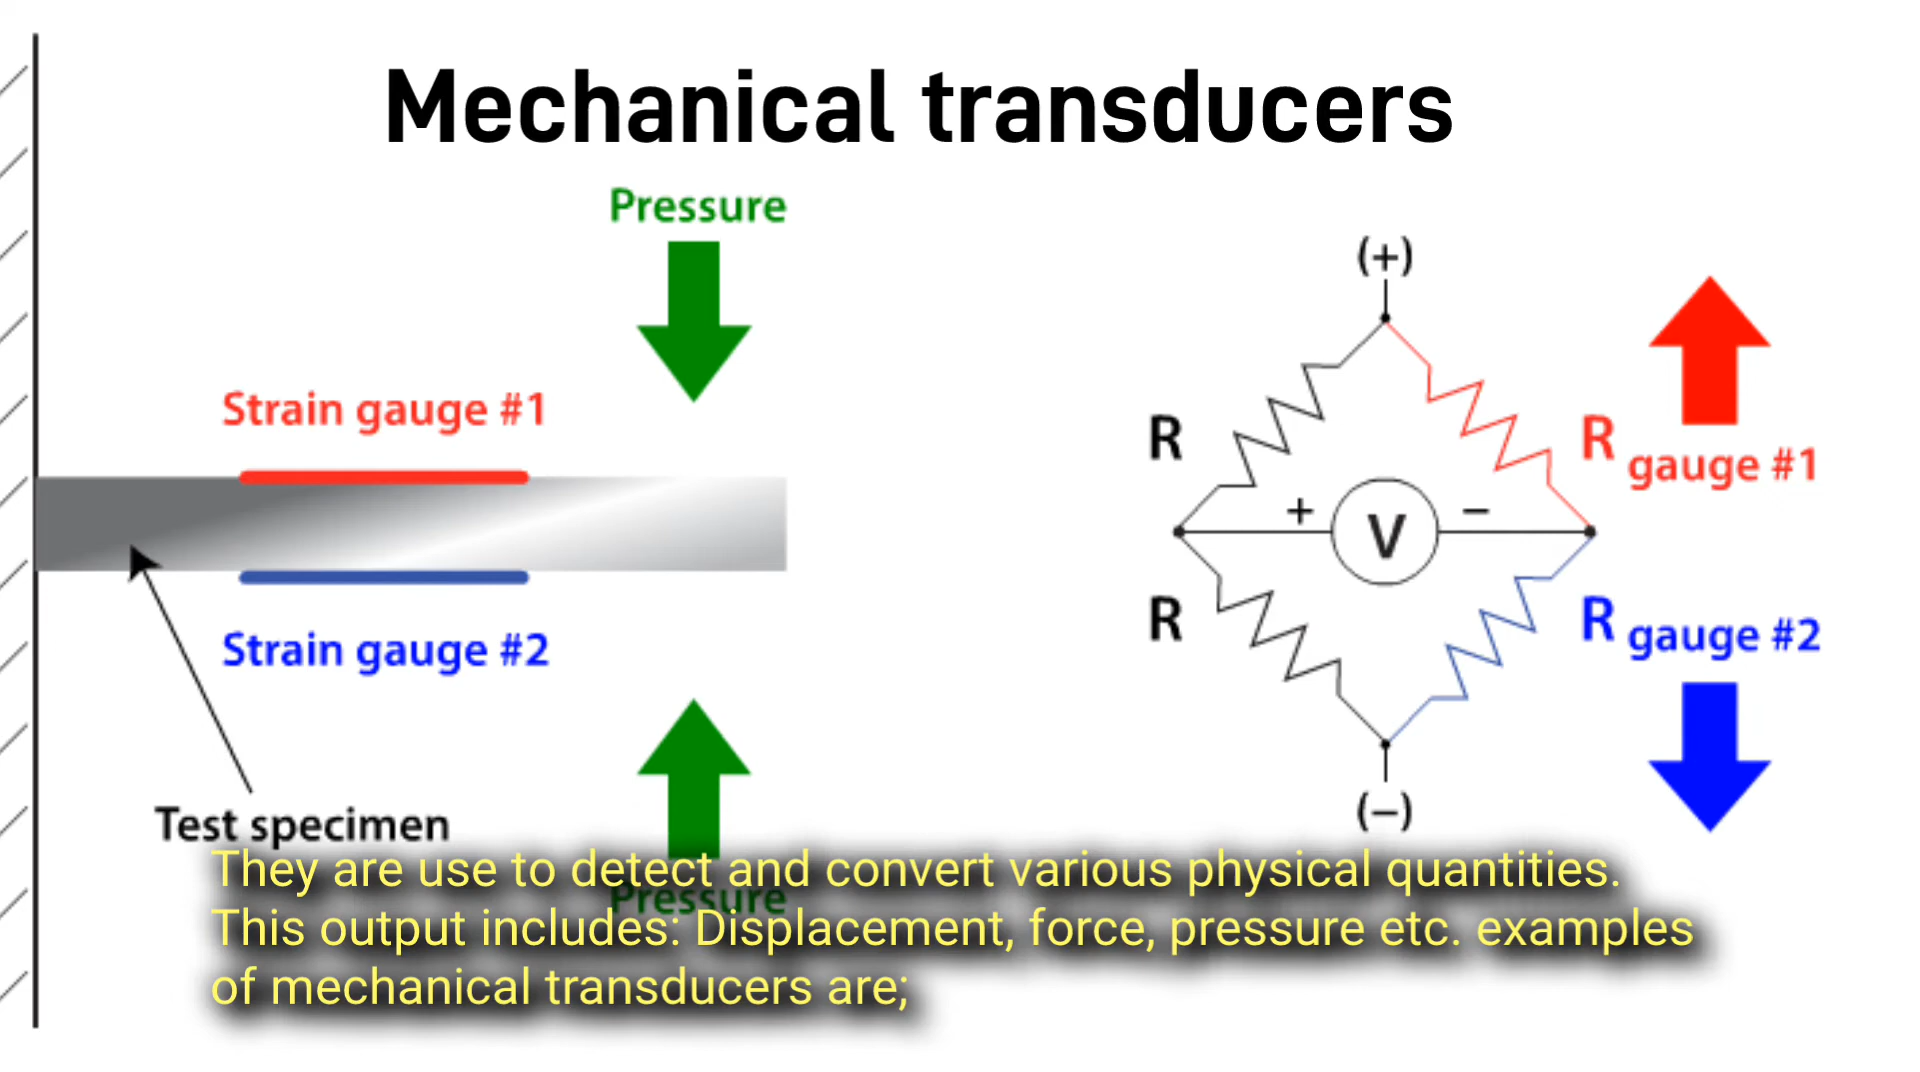 Mechanical transducers
Pressure
Strain gauge #1
Strain gauge #2
Test specimen
Pressure
(+)
R
R gauge #1
+
V
−
R
R gauge #2
(−)
They are use to detect and convert various physical quantities.
This output includes: Displacement, force, pressure etc. examples
of mechanical transducers are;